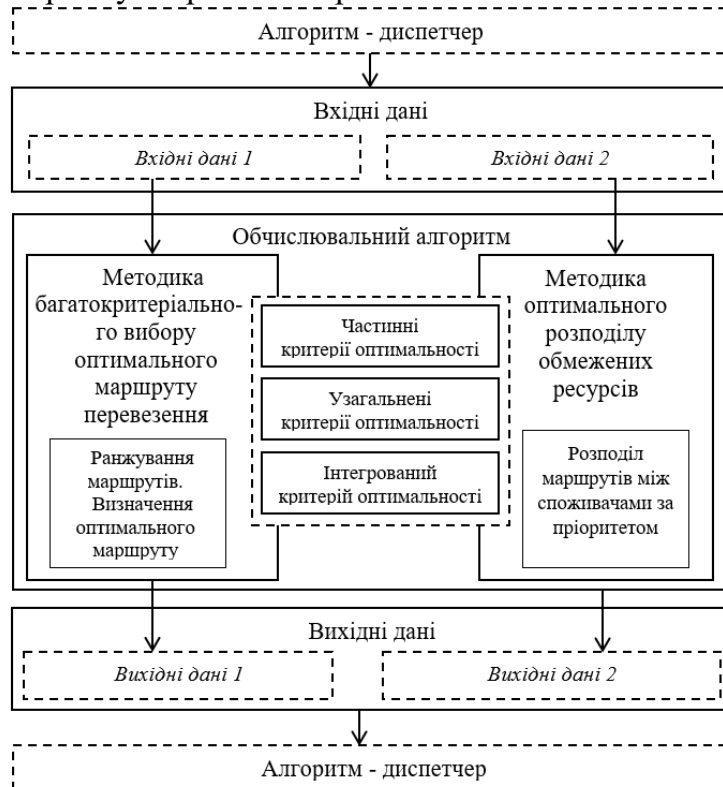 Алгоритм - диспетчер
Вхідні дані
Вхідні дані 1
Вхідні дані 2
Обчислювальний алгоритм
Методика
багатокритеріально-
го вибору
оптимального
маршруту
перевезення
Ранжування
маршрутів.
Визначення
оптимального
маршруту
Частинні
критерії оптимальності
Узагальнені
критерії оптимальності
Інтегрований
критерій оптимальності
Методика
оптимального
розподілу
обмежених
ресурсів
Розподіл
маршрутів між
споживачами за
пріоритетом
Вихідні дані
Вихідні дані 1
Вихідні дані 2
Алгоритм - диспетчер